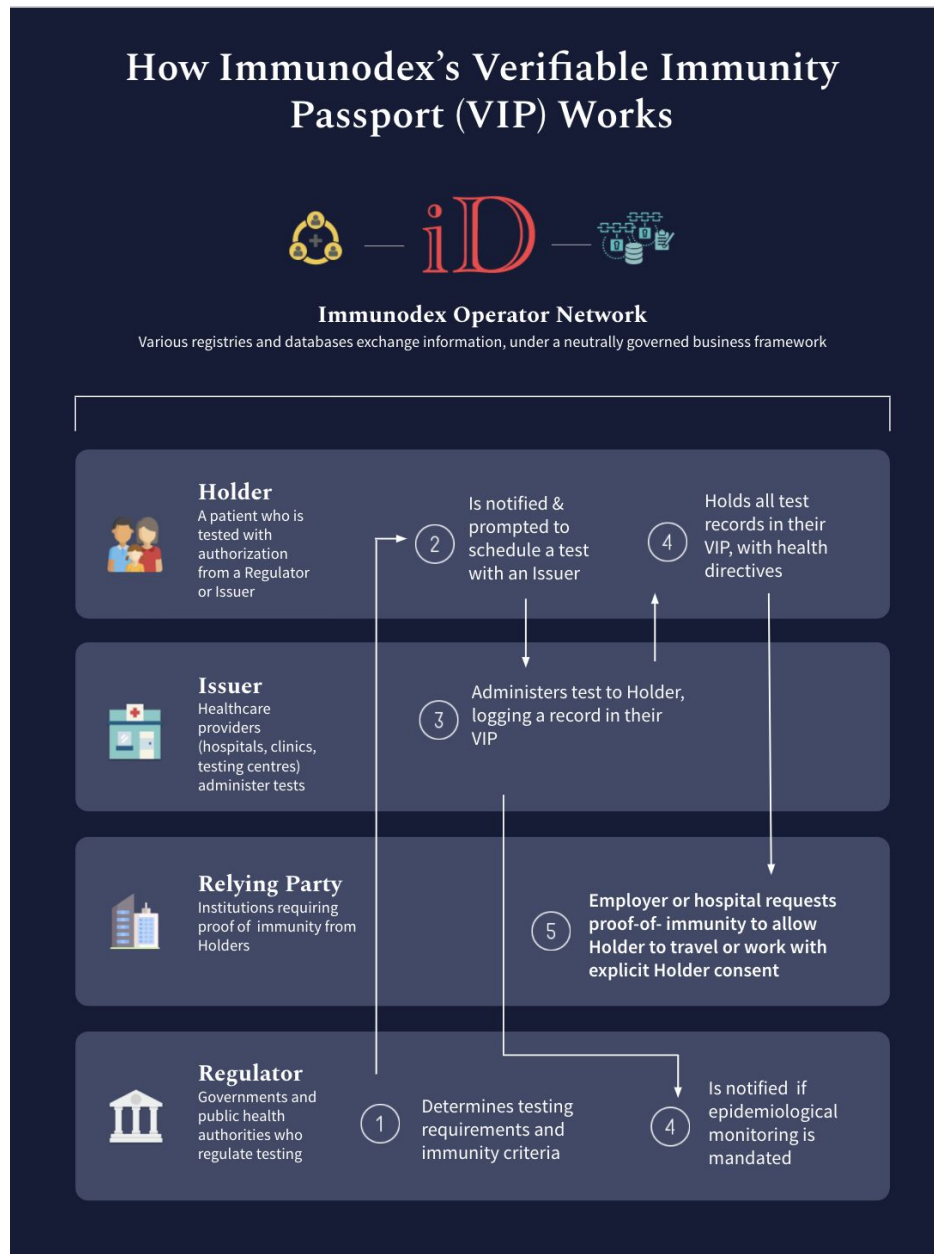 How Immunodex’s Verifiable Immunity
Passport (VIP) Works
iD
Immunodex Operator Network
Various registries and databases exchange information, under a neutrally governed business framework
Holder
A patient who is
tested with
authorization
from a Regulator
or Issuer
2
Is notified &
prompted to
schedule a test
with an Issuer
4
Holds all test
records in their
VIP, with health
directives
Issuer
Healthcare
providers
(hospitals, clinics,
testing centres)
administer tests
3
Administers test to Holder,
logging a record in their
VIP
Relying Party
Institutions requiring
proof of immunity from
Holders
5
Employer or hospital requests
proof-of- immunity to allow
Holder to travel or work with
explicit Holder consent
Regulator
Governments and
public health
authorities who
regulate testing
1
Determines testing
requirements and
immunity criteria
4
Is notified if
epidemiological
monitoring is
mandated